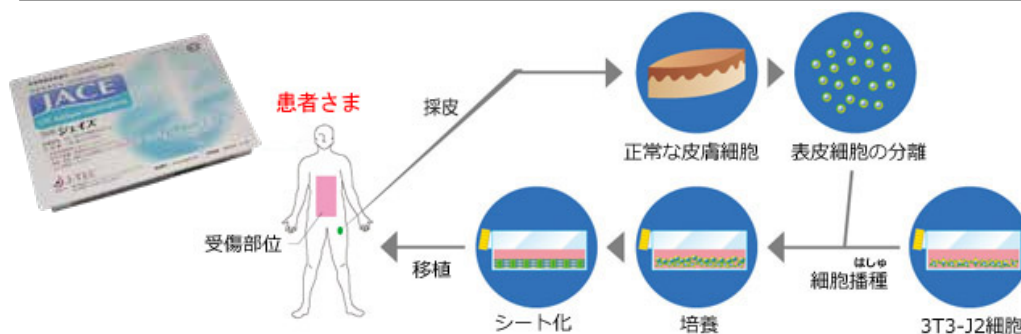 JACE
ジェイス
J-TEC
患者さま
採皮
正常な皮膚細胞
表皮細胞の分離
受傷部位
移植
はしゅ
細胞播種
シート化
培養
3T3-J2細胞